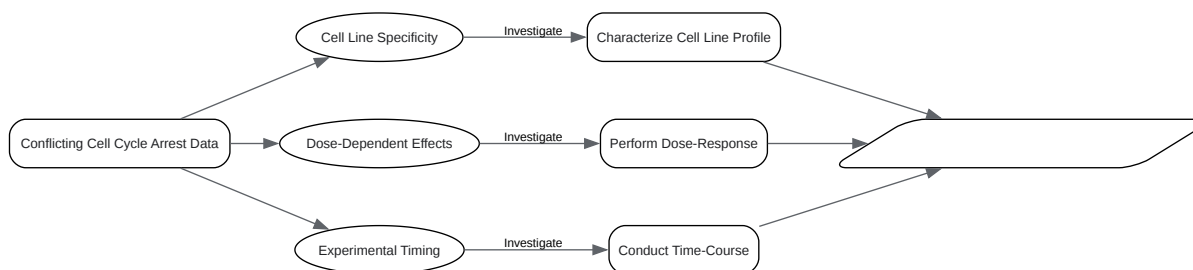 Cell Line Specificity
Investigate
Characterize Cell Line Profile
Conflicting Cell Cycle Arrest Data
Dose-Dependent Effects
Investigate
Perform Dose-Response
Experimental Timing
Investigate
Conduct Time-Course